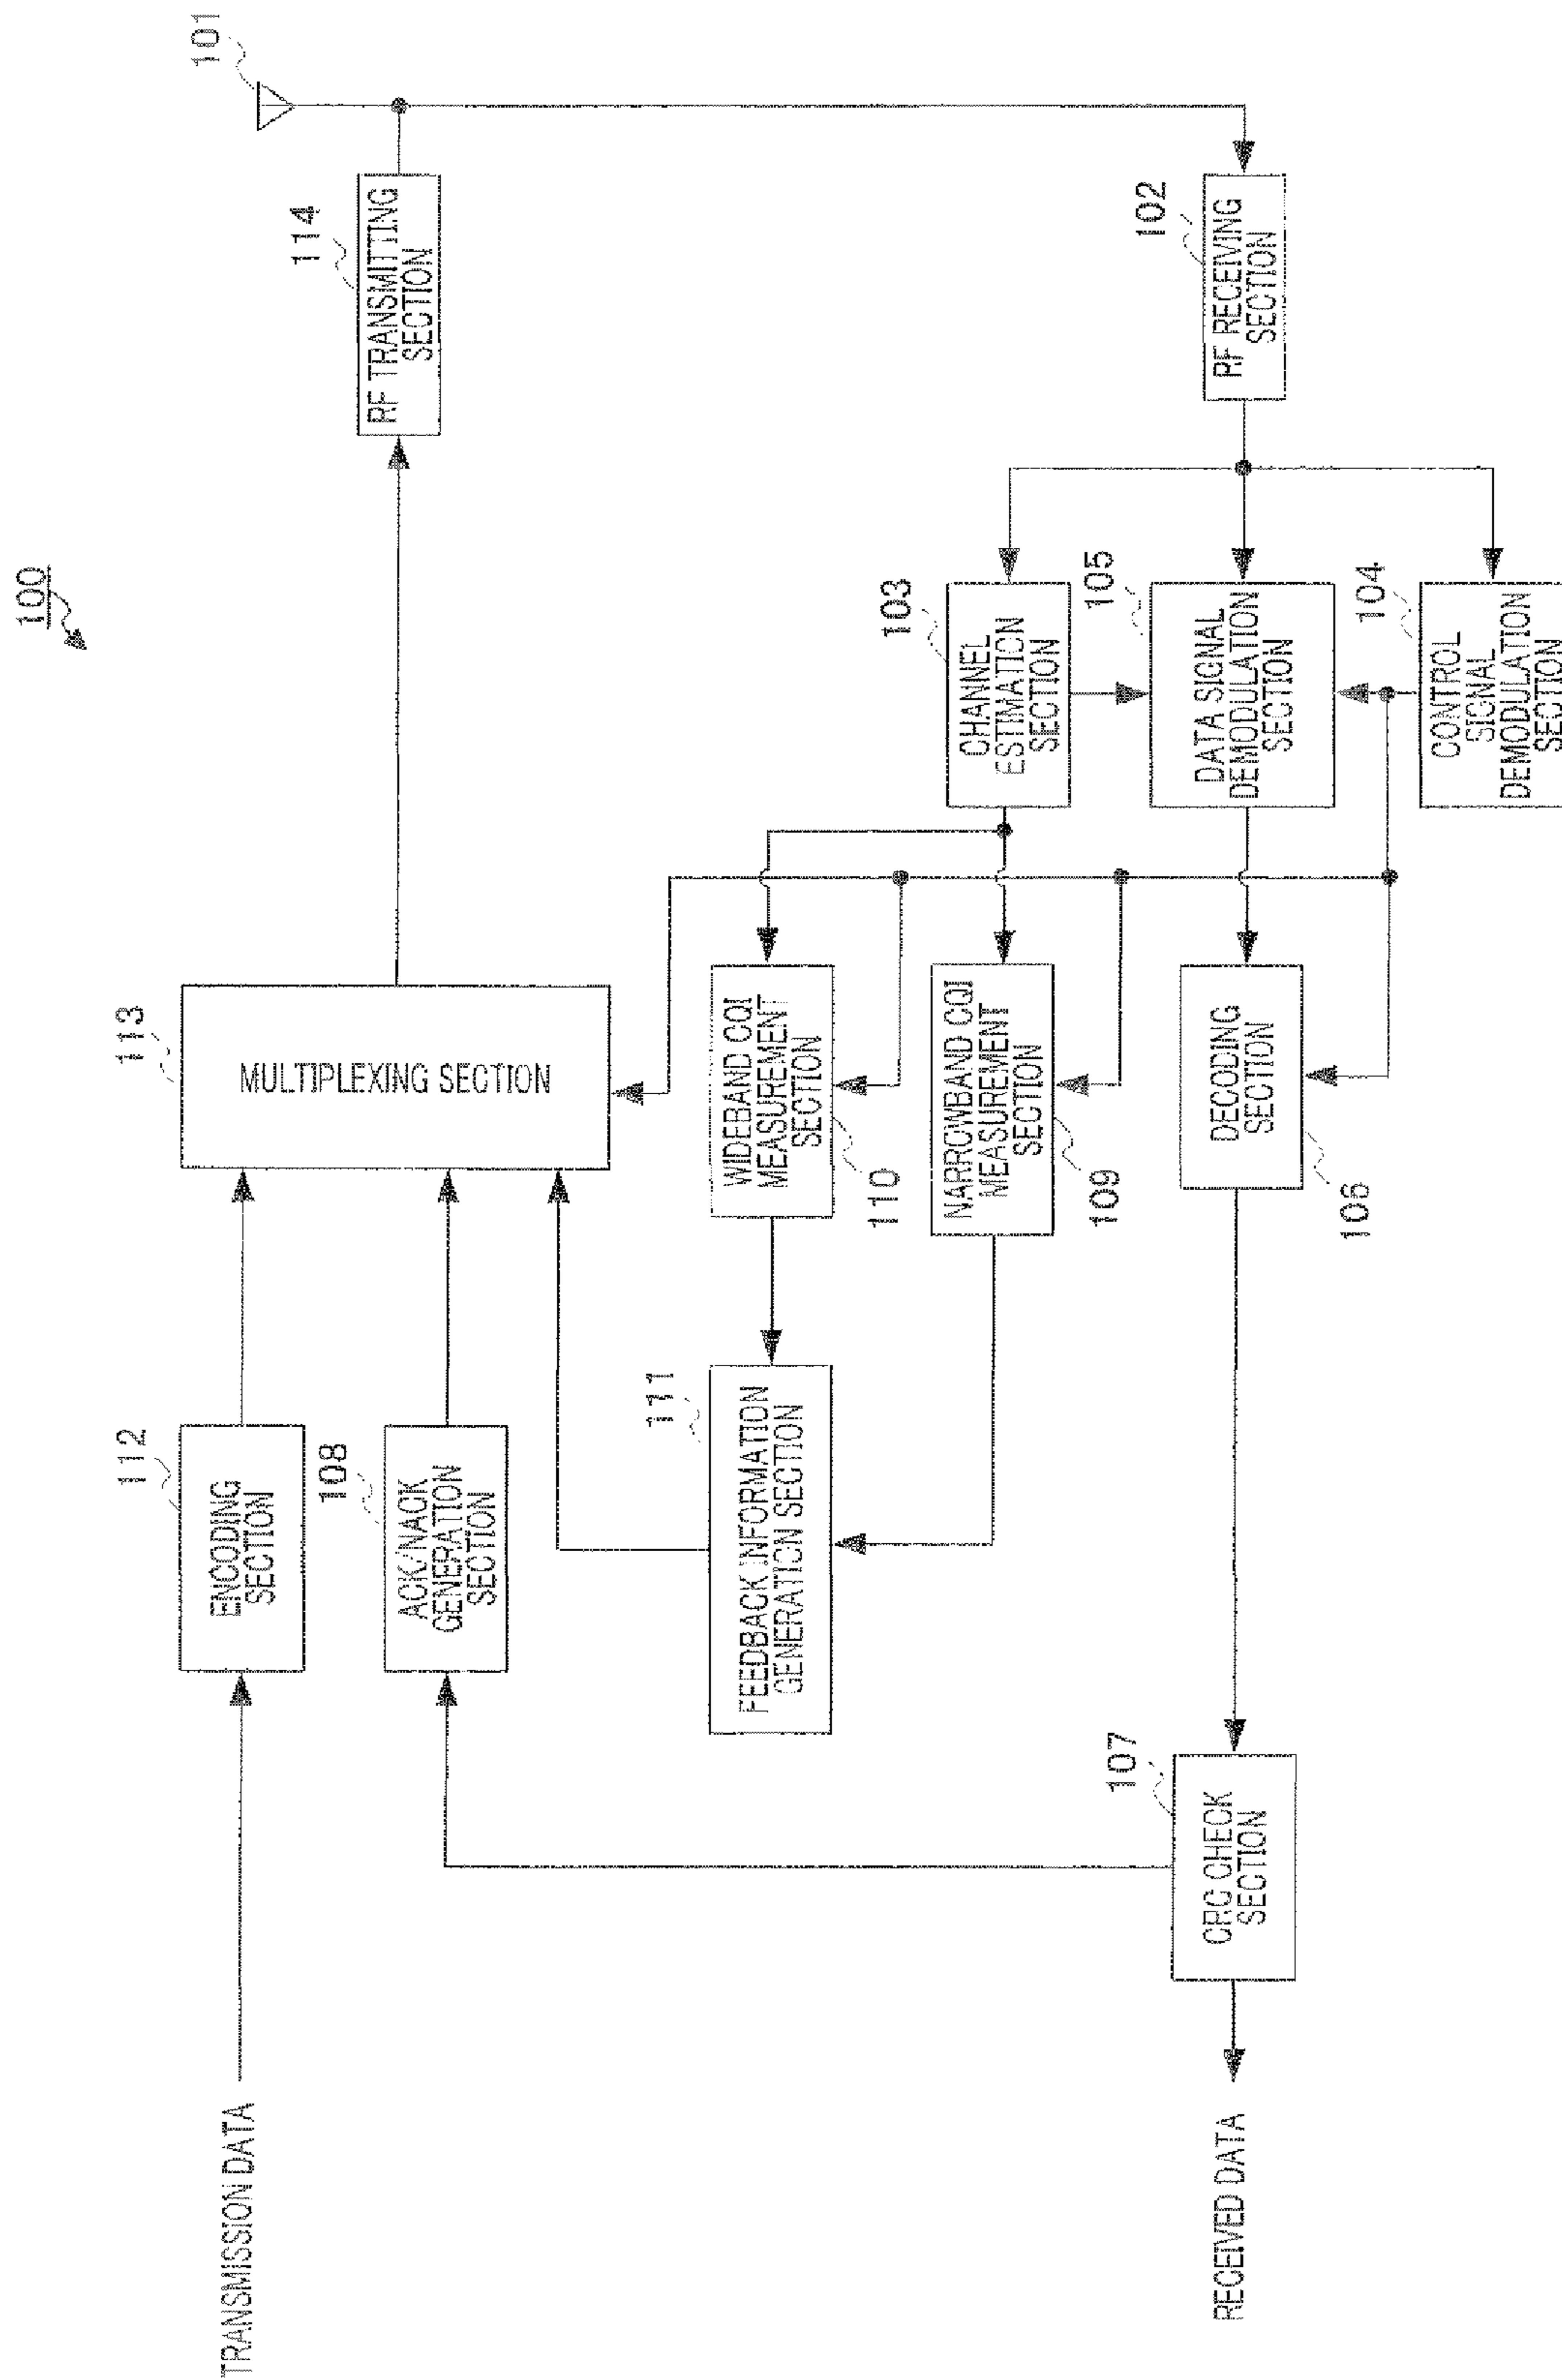 100
TRANSMISSION DATA
112
ENCODING
SECTION
108
ACK/NACK
GENERATION
SECTION
113
MULTIPLEXING SECTION
114
RF TRANSMITTING
SECTION
101
111
FEEDBACK INFORMATION
GENERATION SECTION
WIDEBAND CQI
MEASUREMENT
SECTION
110
NARROWBAND CQI
MEASUREMENT
SECTION
109
103
CHANNEL
ESTIMATION
SECTION
105
DATA SIGNAL
DEMODULATION
SECTION
104
CONTROL
SIGNAL
DEMODULATION
SECTION
102
RF RECEIVING
SECTION
DECODING
SECTION
106
107
CRC CHECK
SECTION
RECEIVED DATA